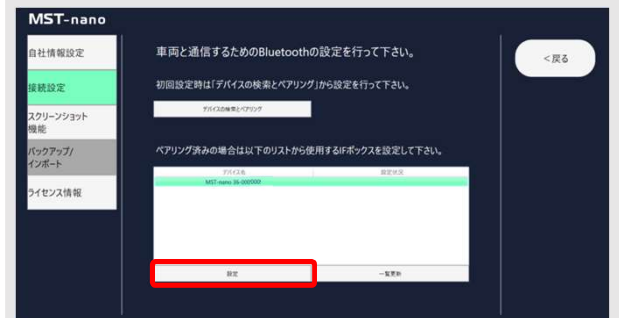 MST-nano
自社情報設定
接続設定
スクリーンショット
機能
バックアップ/
インポート
ライセンス情報
車両と通信するためのBluetoothの設定を行って下さい。
初回設定時は「デバイスの検索とペアリング」から設定を行って下さい。
デバイスの検索とペアリング
ペアリング済みの場合は以下のリストから使用するIFボックスを設定して下さい。
デバイス名 設定状況
MST-nano 36-000000
設定 一覧更新
<戻る